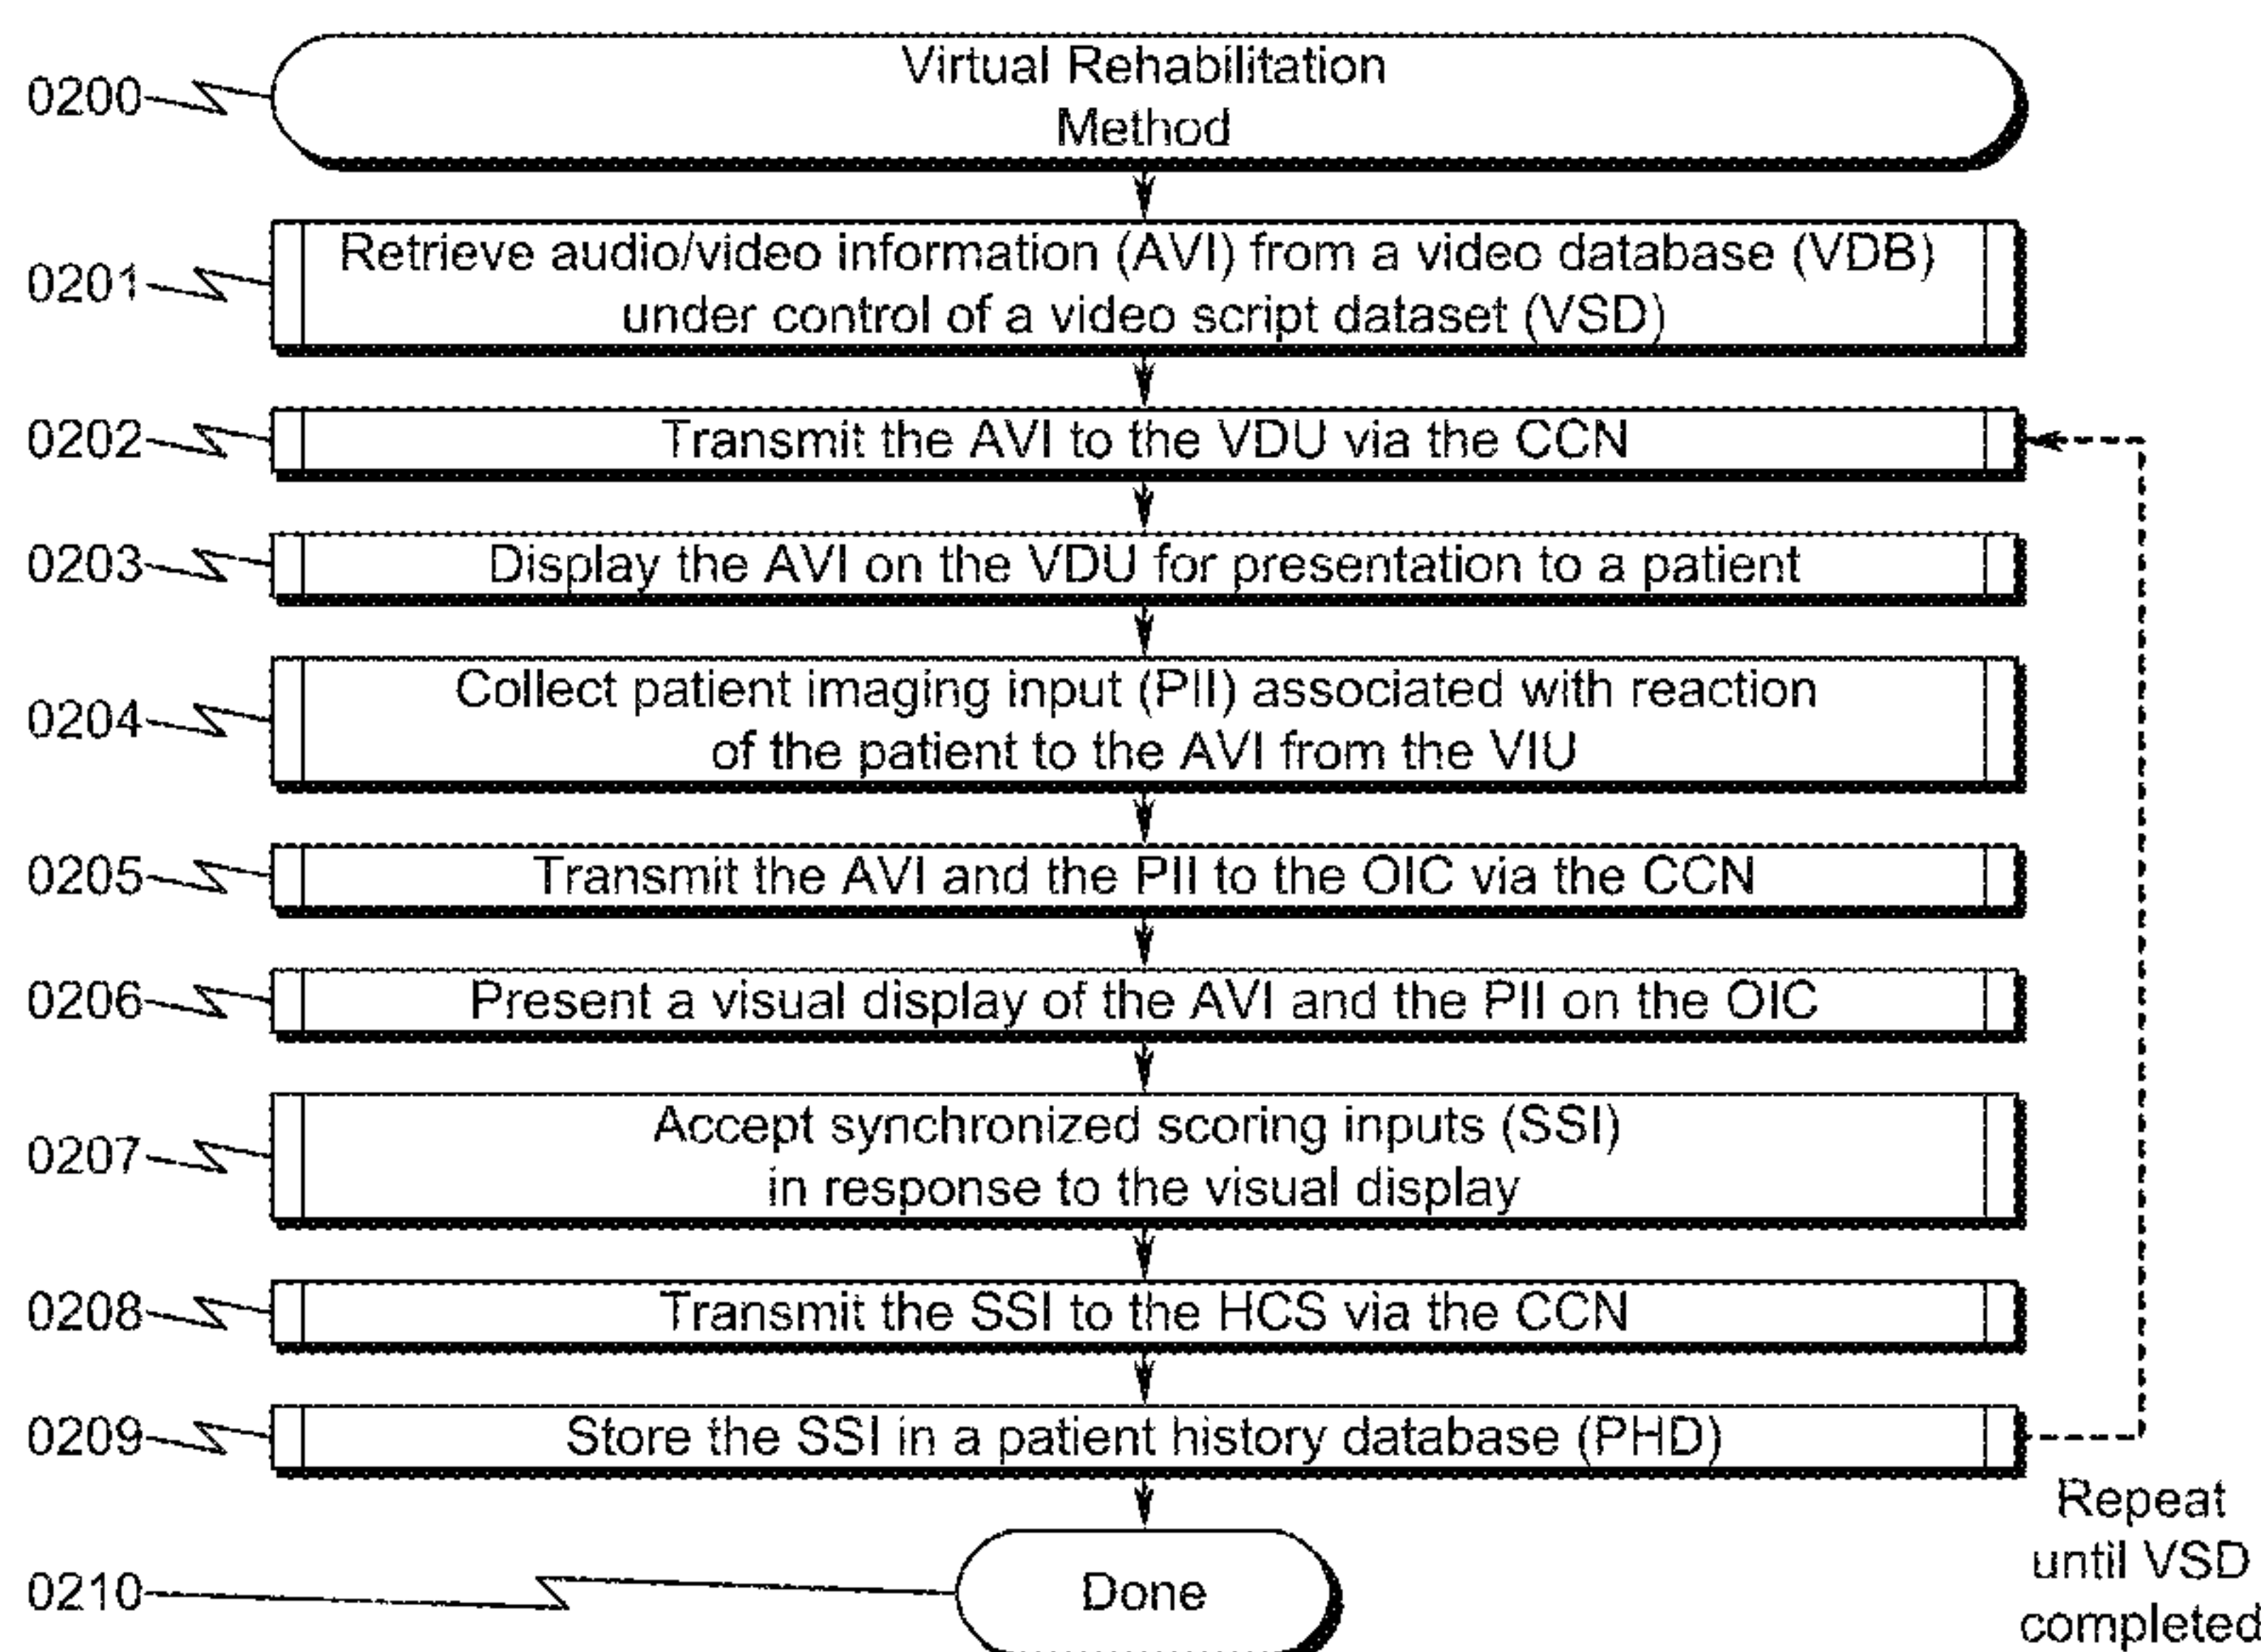 0200
Virtual Rehabilitation
Method
0201
Retrieve audio/video information (AVI) from a video database (VDB)
under control of a video script dataset (VSD)
0202
Transmit the AVI to the VDU via the CCN
0203
Display the AVI on the VDU for presentation to a patient
0204
Collect patient imaging input (PII) associated with reaction
of the patient to the AVI from the VIU
0205
Transmit the AVI and the PII to the OIC via the CCN
0206
Present a visual display of the AVI and the PII on the OIC
0207
Accept synchronized scoring inputs (SSI)
in response to the visual display
0208
Transmit the SSI to the HCS via the CCN
0209
Store the SSI in a patient history database (PHD)
Repeat
until VSD
completed
0210
Done